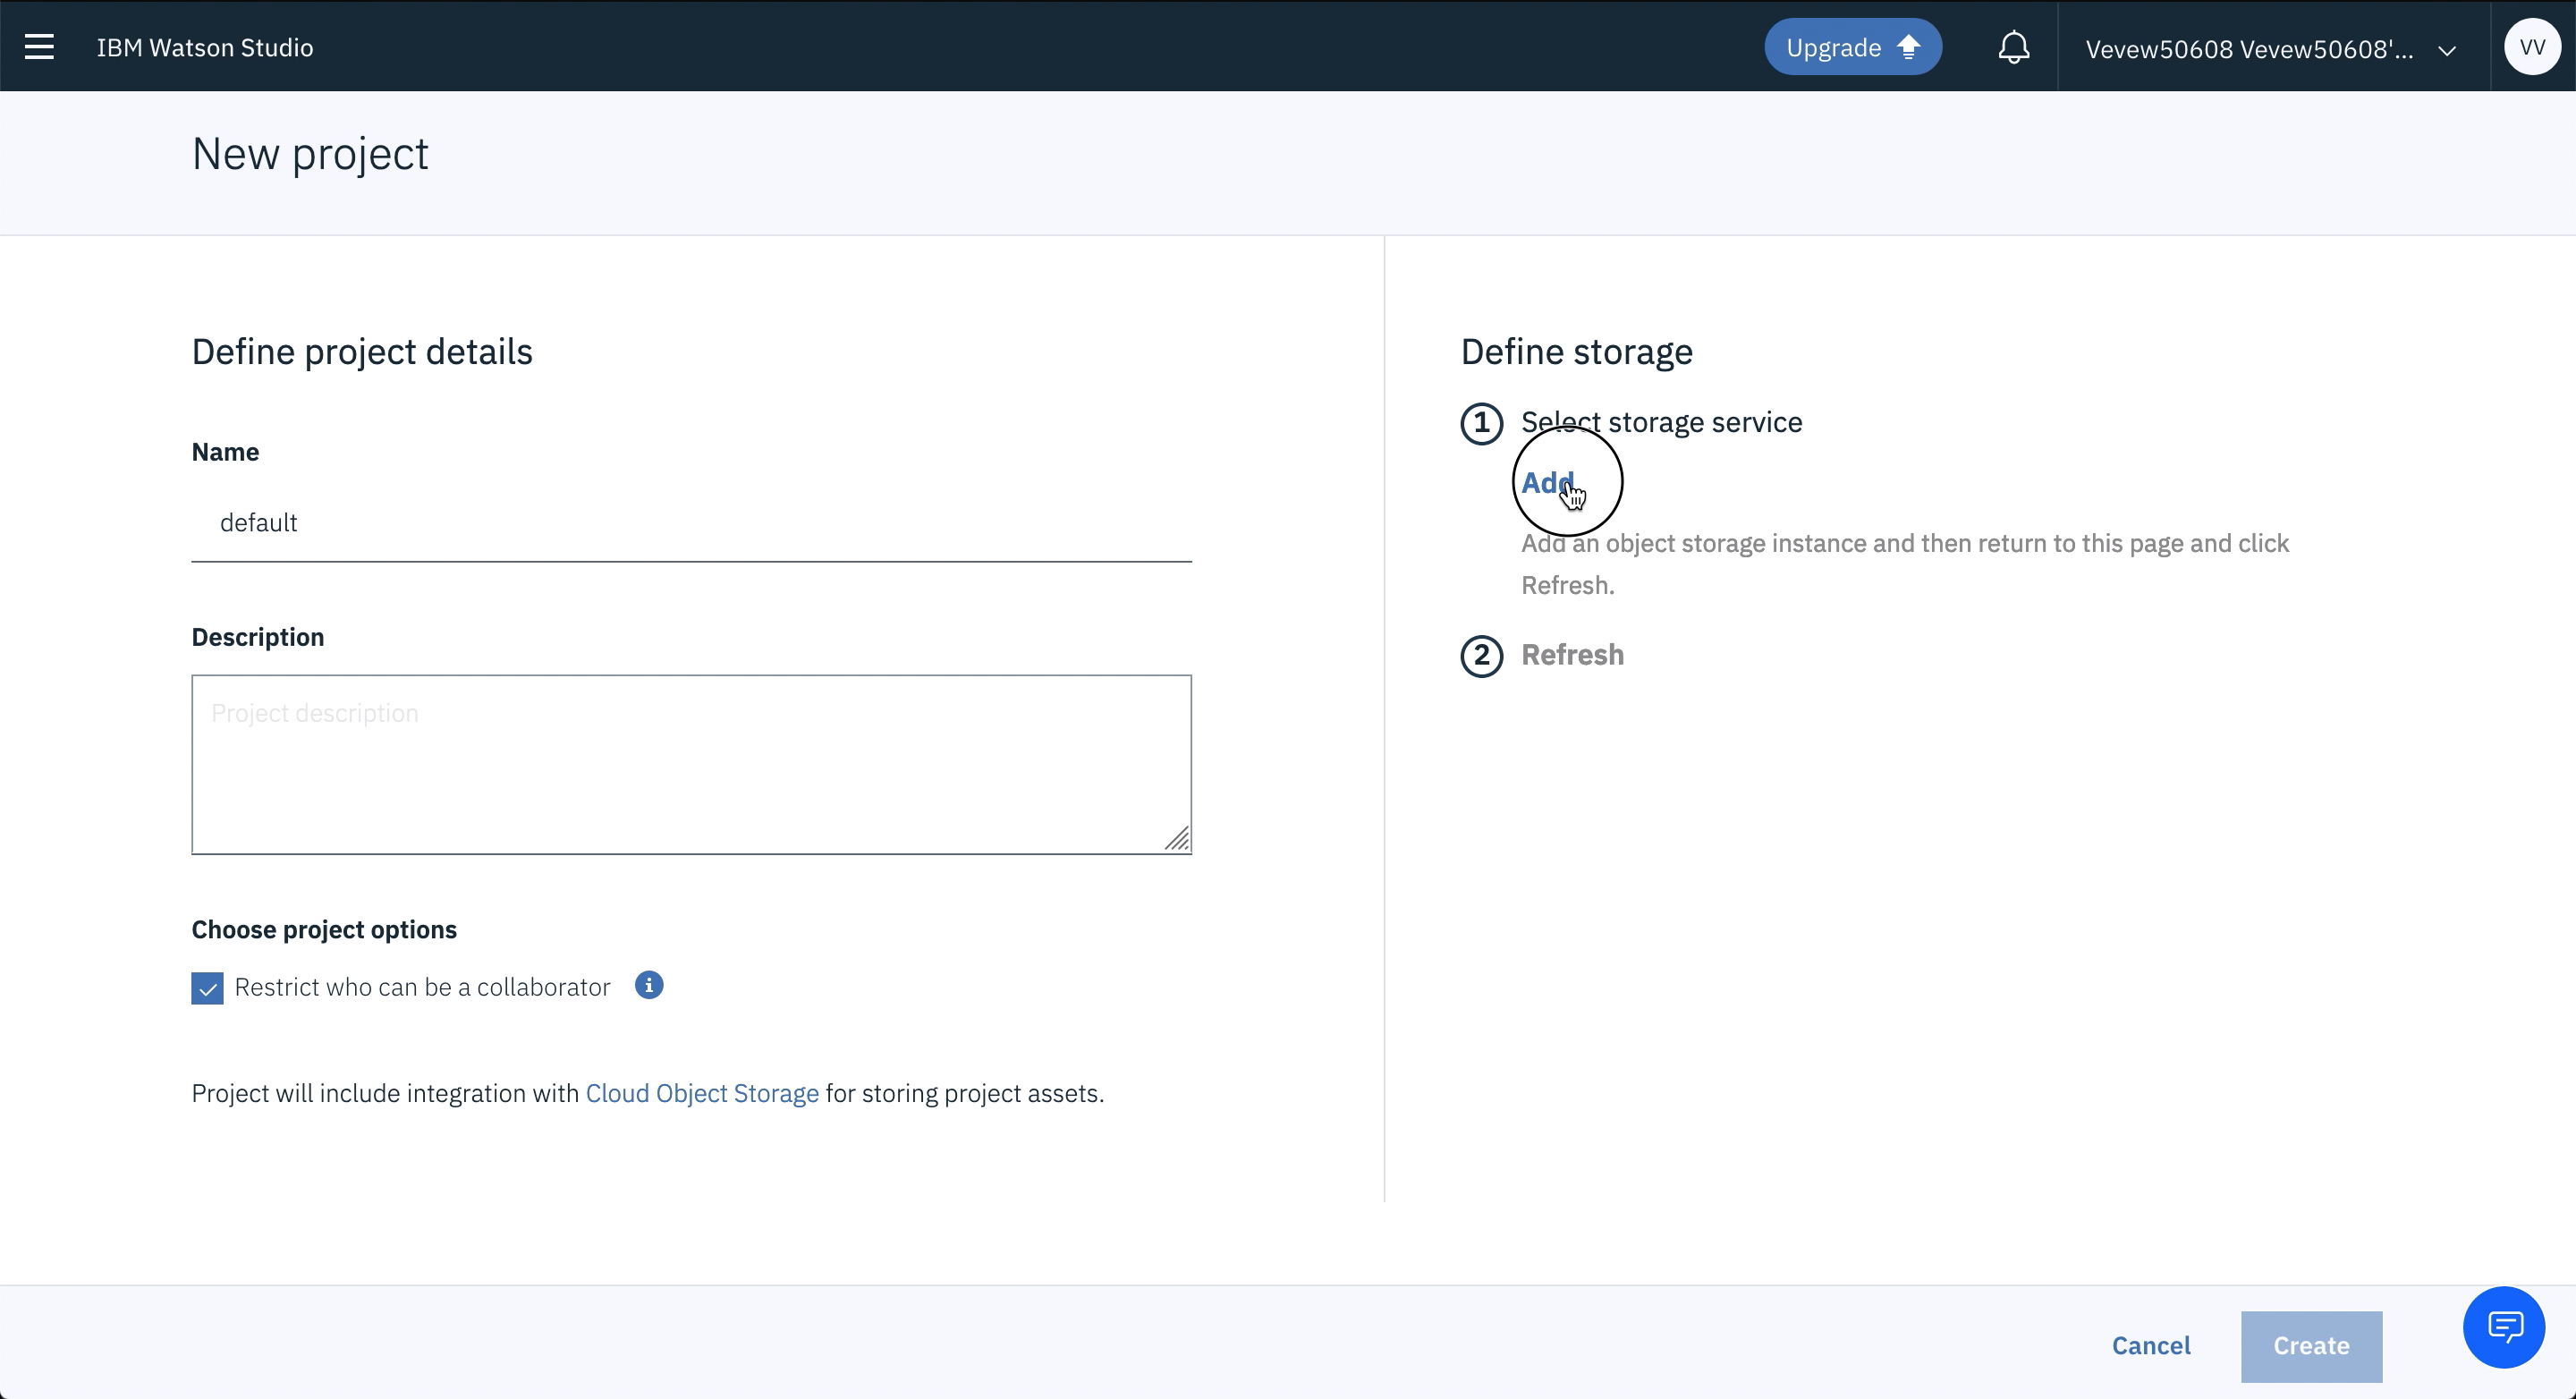 IBM Watson Studio
Upgrade
Vevew50608 Vevew50608'...
VV
New project
Define project details
Name
default
Description
Project description
Choose project options
Restrict who can be a collaborator
i
Project will include integration with Cloud Object Storage for storing project assets.
Define storage
1 Select storage service
Add
Add an object storage instance and then return to this page and click
Refresh.
2 Refresh
Cancel
Create